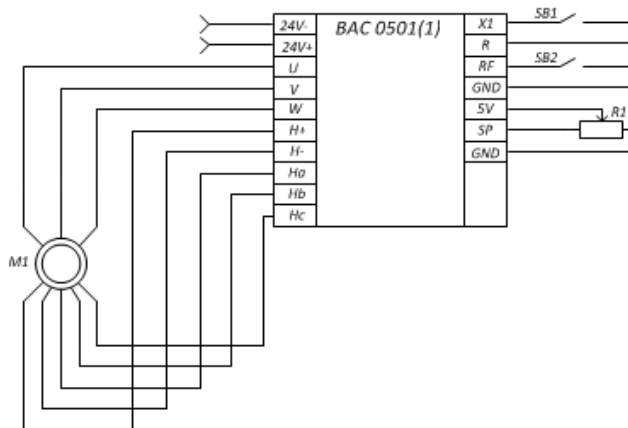 BAC 0501(1)
24V-
24V+
U
V
W
H+
H-
Ha
Hb
Hc
X1
R
RF
GND
5V
SP
GND
SB1
SB2
R1
M1